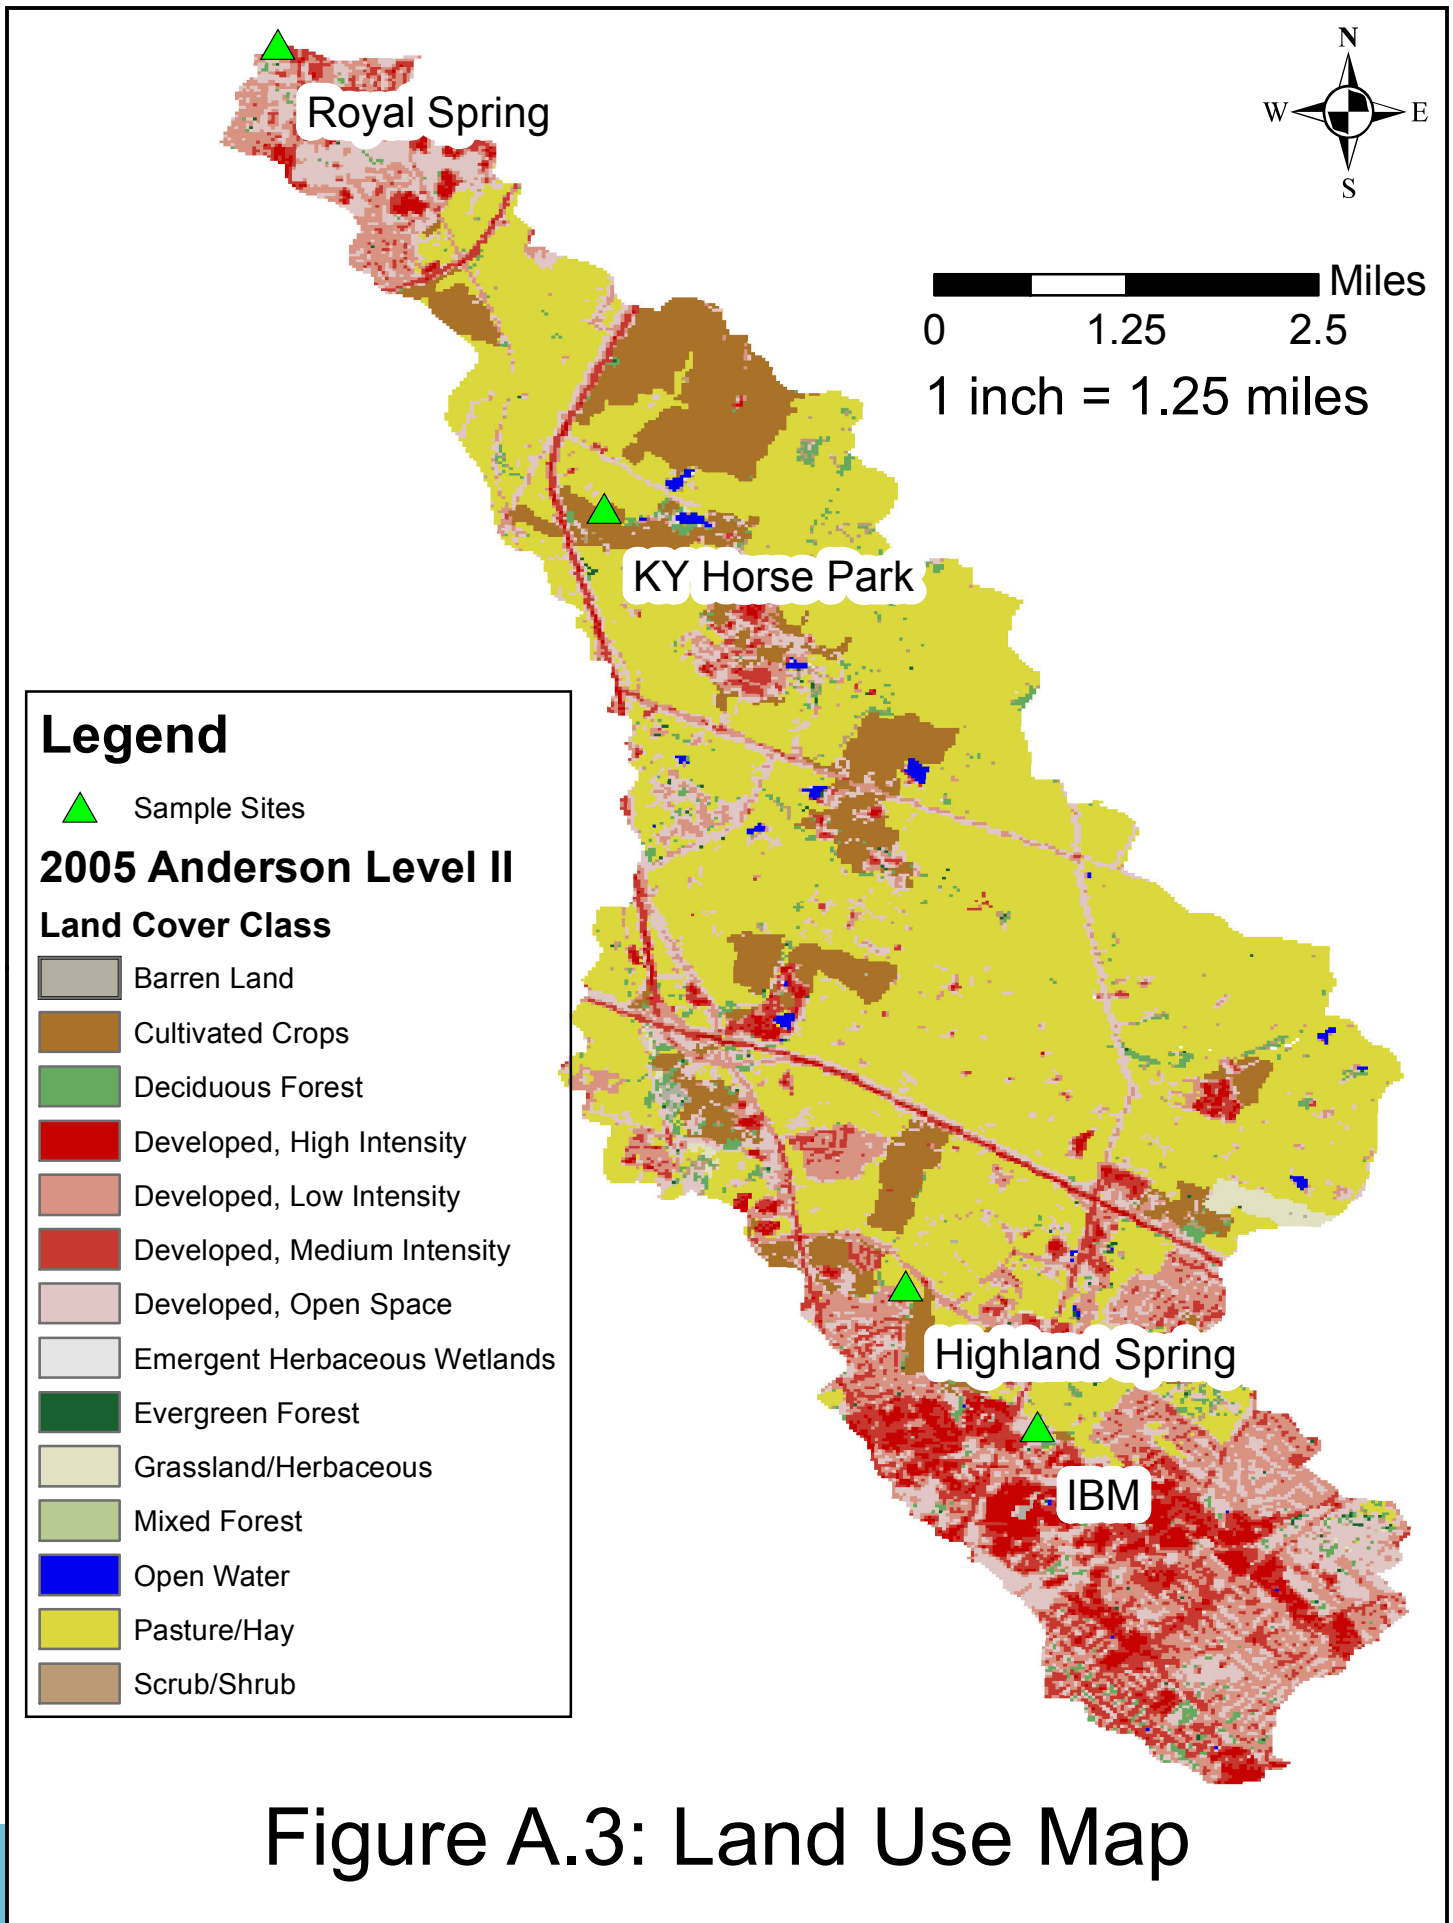 N
W E
S
Royal Spring
Miles
0 1.25 2.5
1 inch = 1.25 miles
KY Horse Park
Legend
Sample Sites
2005 Anderson Level II
Land Cover Class
Barren Land
Cultivated Crops
Deciduous Forest
Developed, High Intensity
Developed, Low Intensity
Developed, Medium Intensity
Developed, Open Space
Emergent Herbaceous Wetlands
Evergreen Forest
Grassland/Herbaceous
Mixed Forest
Open Water
Pasture/Hay
Scrub/Shrub
Highland Spring
IBM
Figure A.3: Land Use Map